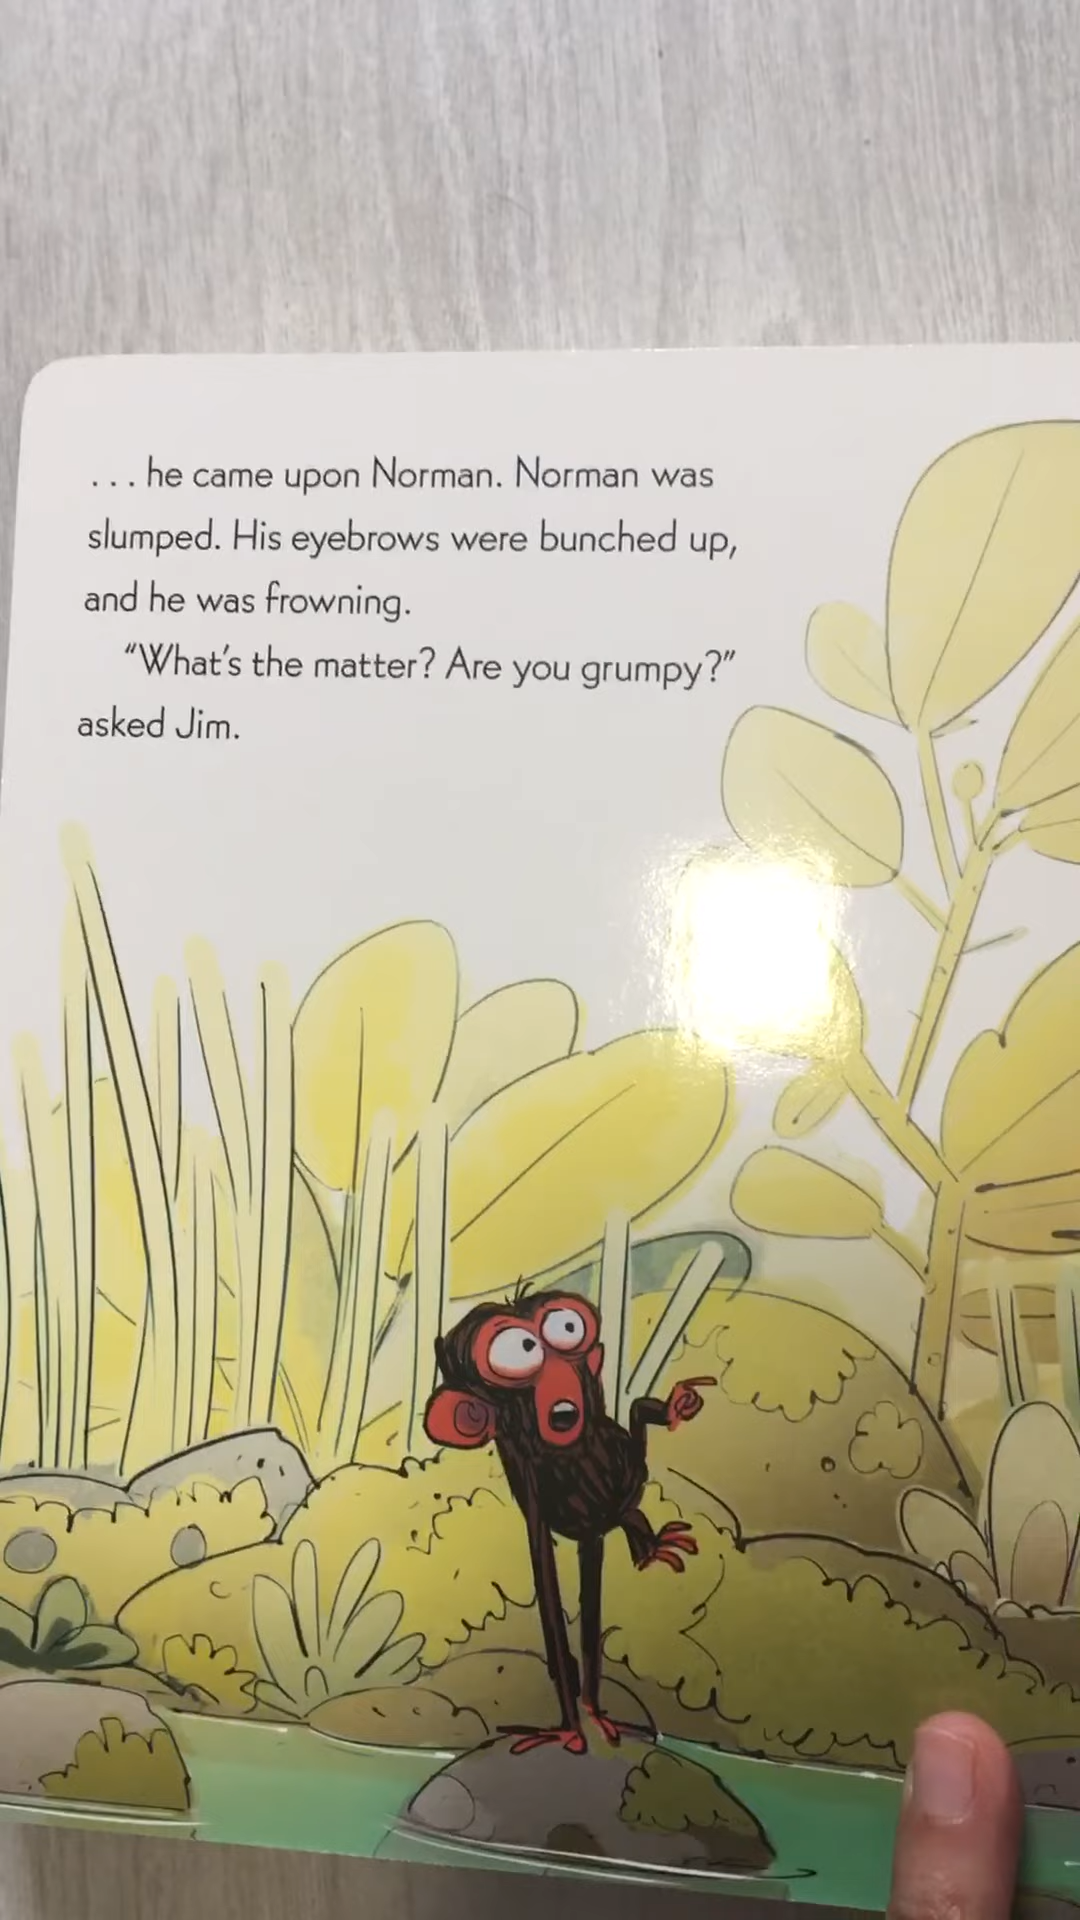 ... he came upon Norman. Norman was
slumped. His eyebrows were bunched up,
and he was frowning.
“What’s the matter? Are you grumpy?”
asked Jim.